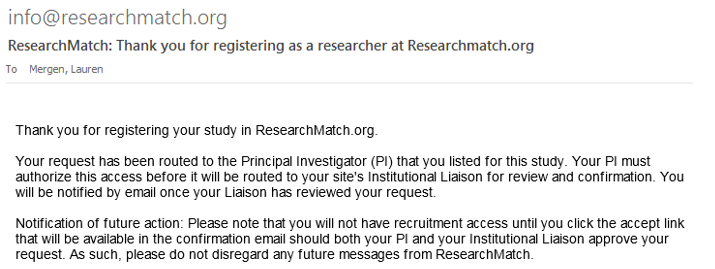 info@researchmatch.org
ResearchMatch: Thank you for registering as a researcher at Researchmatch.org
To Mergen, Lauren
Thank you for registering your study in ResearchMatch.org.
Your request has been routed to the Principal Investigator (PI) that you listed for this study. Your PI must
authorize this access before it will be routed to your site's Institutional Liaison for review and confirmation. You
will be notified by email once your Liaison has reviewed your request.
Notification of future action: Please note that you will not have recruitment access until you click the accept link
that will be available in the confirmation email should both your PI and your Institutional Liaison approve your
request. As such, please do not disregard any future messages from ResearchMatch.